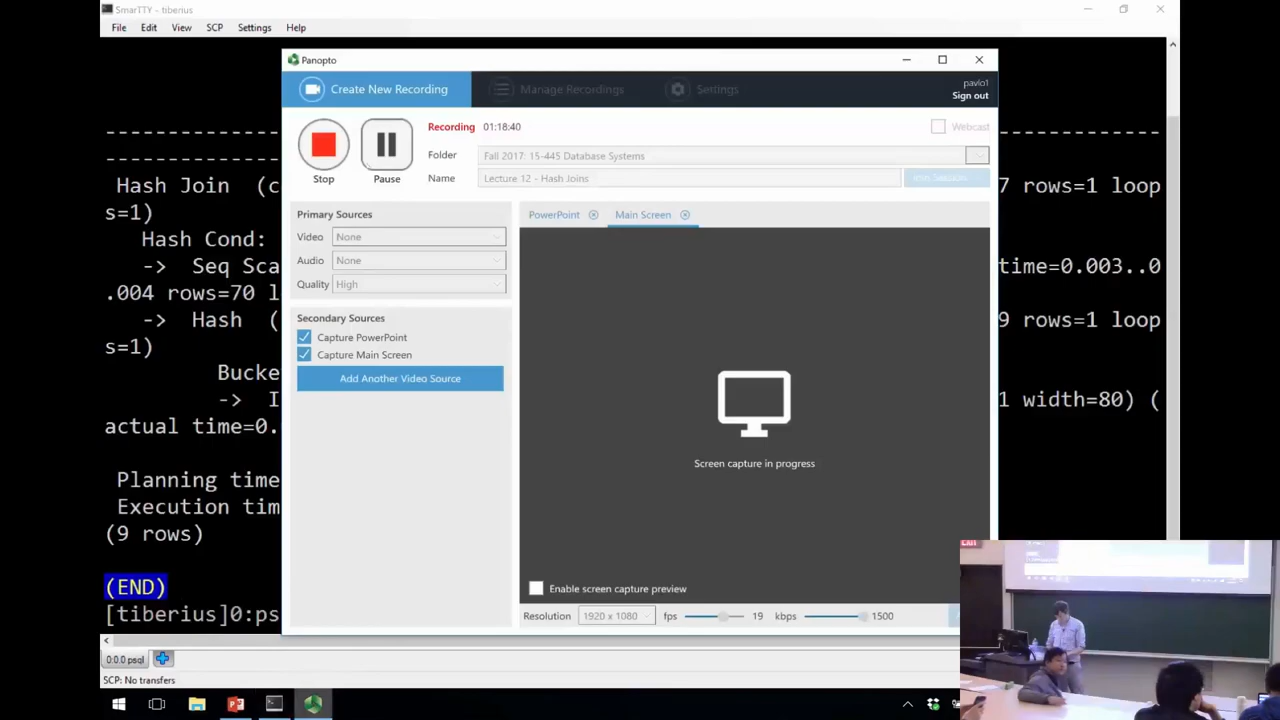 SmarTTY - tiberius
File Edit View SCP Settings Help
Panopto
Create New Recording Manage Recordings Settings
pavlo1
Sign out
Recording 01:18:40 Webcast
Folder Fall 2017: 15-445 Database Systems
Name Lecture 12 - Hash Joins Join Session
Stop Pause
Primary Sources
Video None
Audio None
Quality High
Secondary Sources
Capture PowerPoint
Capture Main Screen
Add Another Video Source
PowerPoint Main Screen
Screen capture in progress
Enable screen capture preview
Resolution 1920 x 1080 fps 19 kbps 1500
--------------
--------------
Hash Join (c
7 rows=1 loop
s=1)
Hash Cond:
-> Seq Sca
time=0.003..0
.004 rows=70 l
-> Hash (
9 rows=1 loop
s=1)
Bucke
-> I
1 width=80) (
actual time=0.
Planning time
Execution tim
(9 rows)
(END)
[tiberius]0:ps
0:0.0 psql
SCP: No transfers
EXIT